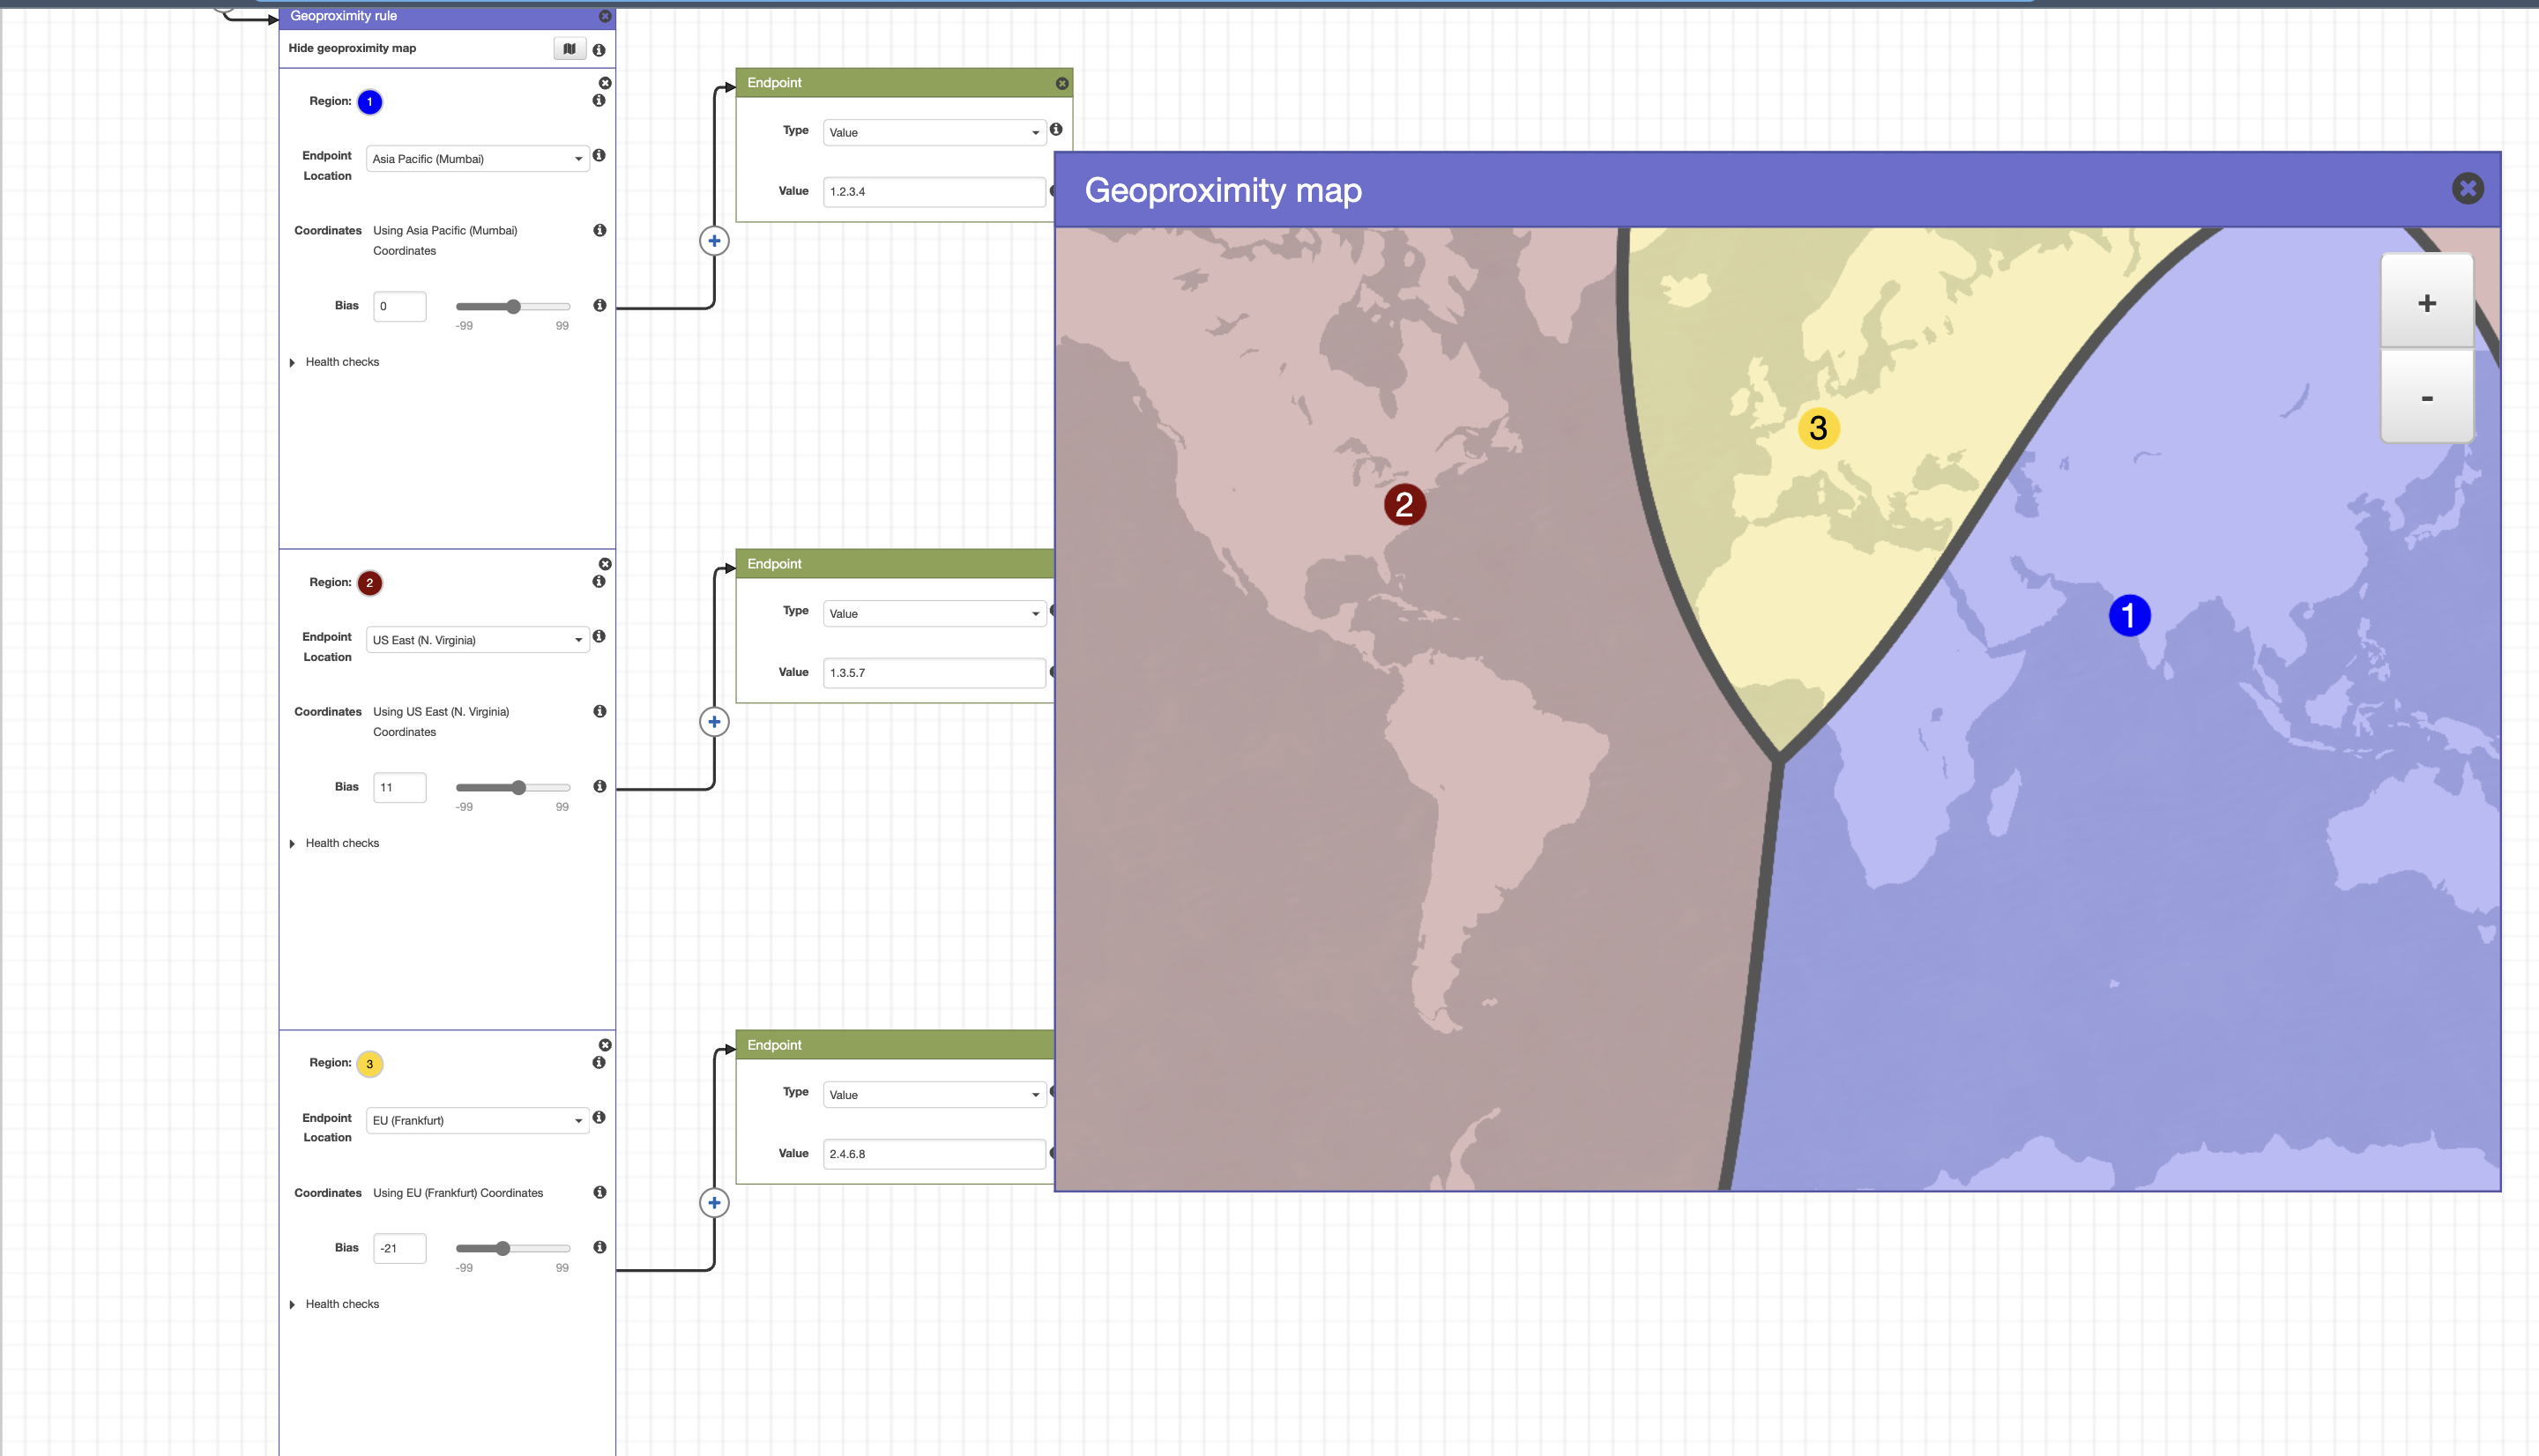 Geoproximity rule
Hide geoproximity map
Region: 1
Endpoint Location
Asia Pacific (Mumbai)
Coordinates
Using Asia Pacific (Mumbai)
Coordinates
Bias
0
-99
99
Health checks
Endpoint
Type
Value
Value
1.2.3.4
Region: 2
Endpoint Location
US East (N. Virginia)
Coordinates
Using US East (N. Virginia)
Coordinates
Bias
11
-99
99
Health checks
Endpoint
Type
Value
Value
1.3.5.7
Region: 3
Endpoint Location
EU (Frankfurt)
Coordinates
Using EU (Frankfurt) Coordinates
Bias
-21
-99
99
Health checks
Endpoint
Type
Value
Value
2.4.6.8
Geoproximity map
+
-
3
2
1